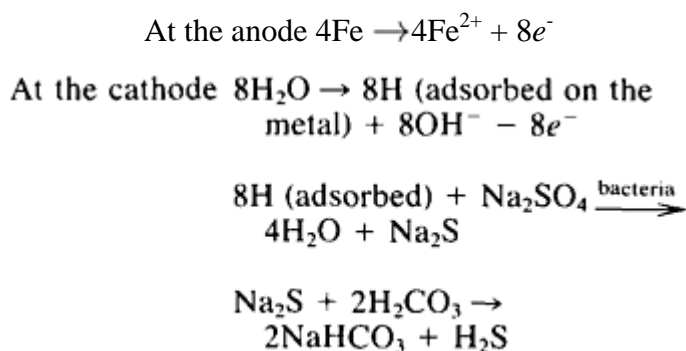 At the anode 4Fe →4Fe²⁺ + 8e⁻
At the cathode 8H₂O → 8H (adsorbed on the
metal) + 8OH⁻ − 8e⁻
8H (adsorbed) + Na₂SO₄ bacteria→
4H₂O + Na₂S
Na₂S + 2H₂CO₃ →
2NaHCO₃ + H₂S